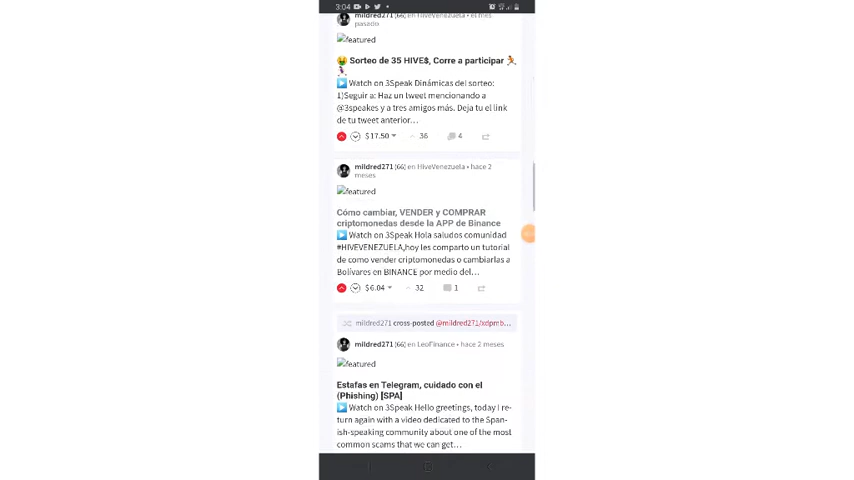 3:04
mildred271 (66) en HiveVenezuela • el mes
pasado
featured
🤑 Sorteo de 35 HIVE$, Corre a participar 🏃
▶️ Watch on 3Speak Dinámicas del sorteo:
1)Seguir a: Haz un tweet mencionando a
@3speakes y a tres amigos más. Deja tu el link
de tu tweet anterior…
$17.50 36 4
mildred271 (66) en HiveVenezuela • hace 2
meses
featured
Cómo cambiar, VENDER y COMPRAR
criptomonedas desde la APP de Binance
▶️ Watch on 3Speak Hola saludos comunidad
#HIVEVENEZUELA,hoy les comparto un tutorial
de como vender criptomonedas o cambiarlas a
Bolívares en BINANCE por medio del…
$6.04 32 1
mildred271 cross-posted @mildred271/xdpmb...
mildred271 (66) en LeoFinance • hace 2 meses
featured
Estafas en Telegram, cuidado con el
(Phishing) [SPA]
▶️ Watch on 3Speak Hello greetings, today I re-
turn again with a video dedicated to the Span-
ish-speaking community about one of the most
common scams that we can get…